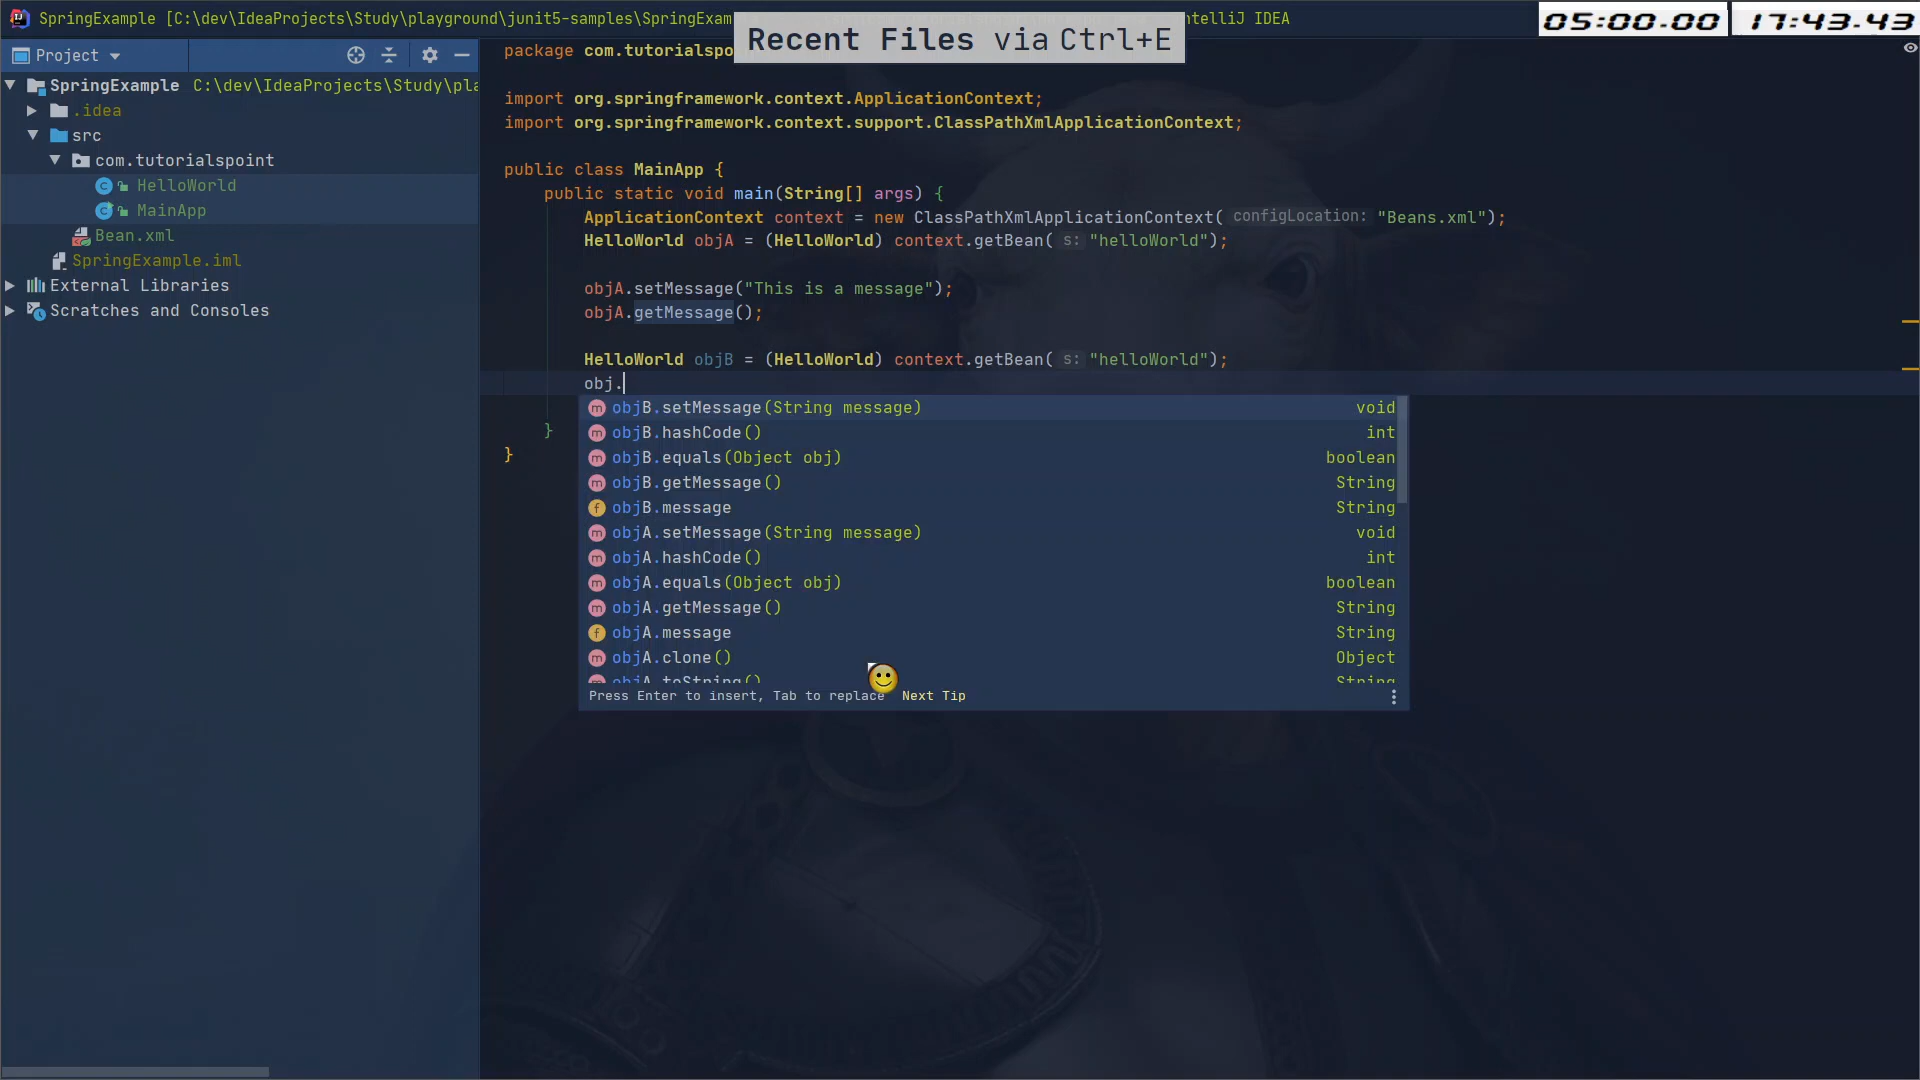 SpringExample [C:\dev\IdeaProjects\Study\playground\junit5-samples\SpringExam
ntelliJ IDEA
Recent Files via Ctrl+E
05:00.00
17:43.43
Project
SpringExample C:\dev\IdeaProjects\Study\pla
.idea
src
com.tutorialspoint
HelloWorld
MainApp
Bean.xml
SpringExample.iml
External Libraries
Scratches and Consoles
package com.tutorialspo
import org.springframework.context.ApplicationContext;
import org.springframework.context.support.ClassPathXmlApplicationContext;
public class MainApp {
public static void main(String[] args) {
ApplicationContext context = new ClassPathXmlApplicationContext( configLocation: "Beans.xml");
HelloWorld objA = (HelloWorld) context.getBean( s: "helloWorld");
objA.setMessage("This is a message");
objA.getMessage();
HelloWorld objB = (HelloWorld) context.getBean( s: "helloWorld");
obj.
}
}
m objB.setMessage(String message) void
m objB.hashCode() int
m objB.equals(Object obj) boolean
m objB.getMessage() String
f objB.message String
m objA.setMessage(String message) void
m objA.hashCode() int
m objA.equals(Object obj) boolean
m objA.getMessage() String
f objA.message String
m objA.clone() Object
m objA.toString() String
Press Enter to insert, Tab to replace Next Tip